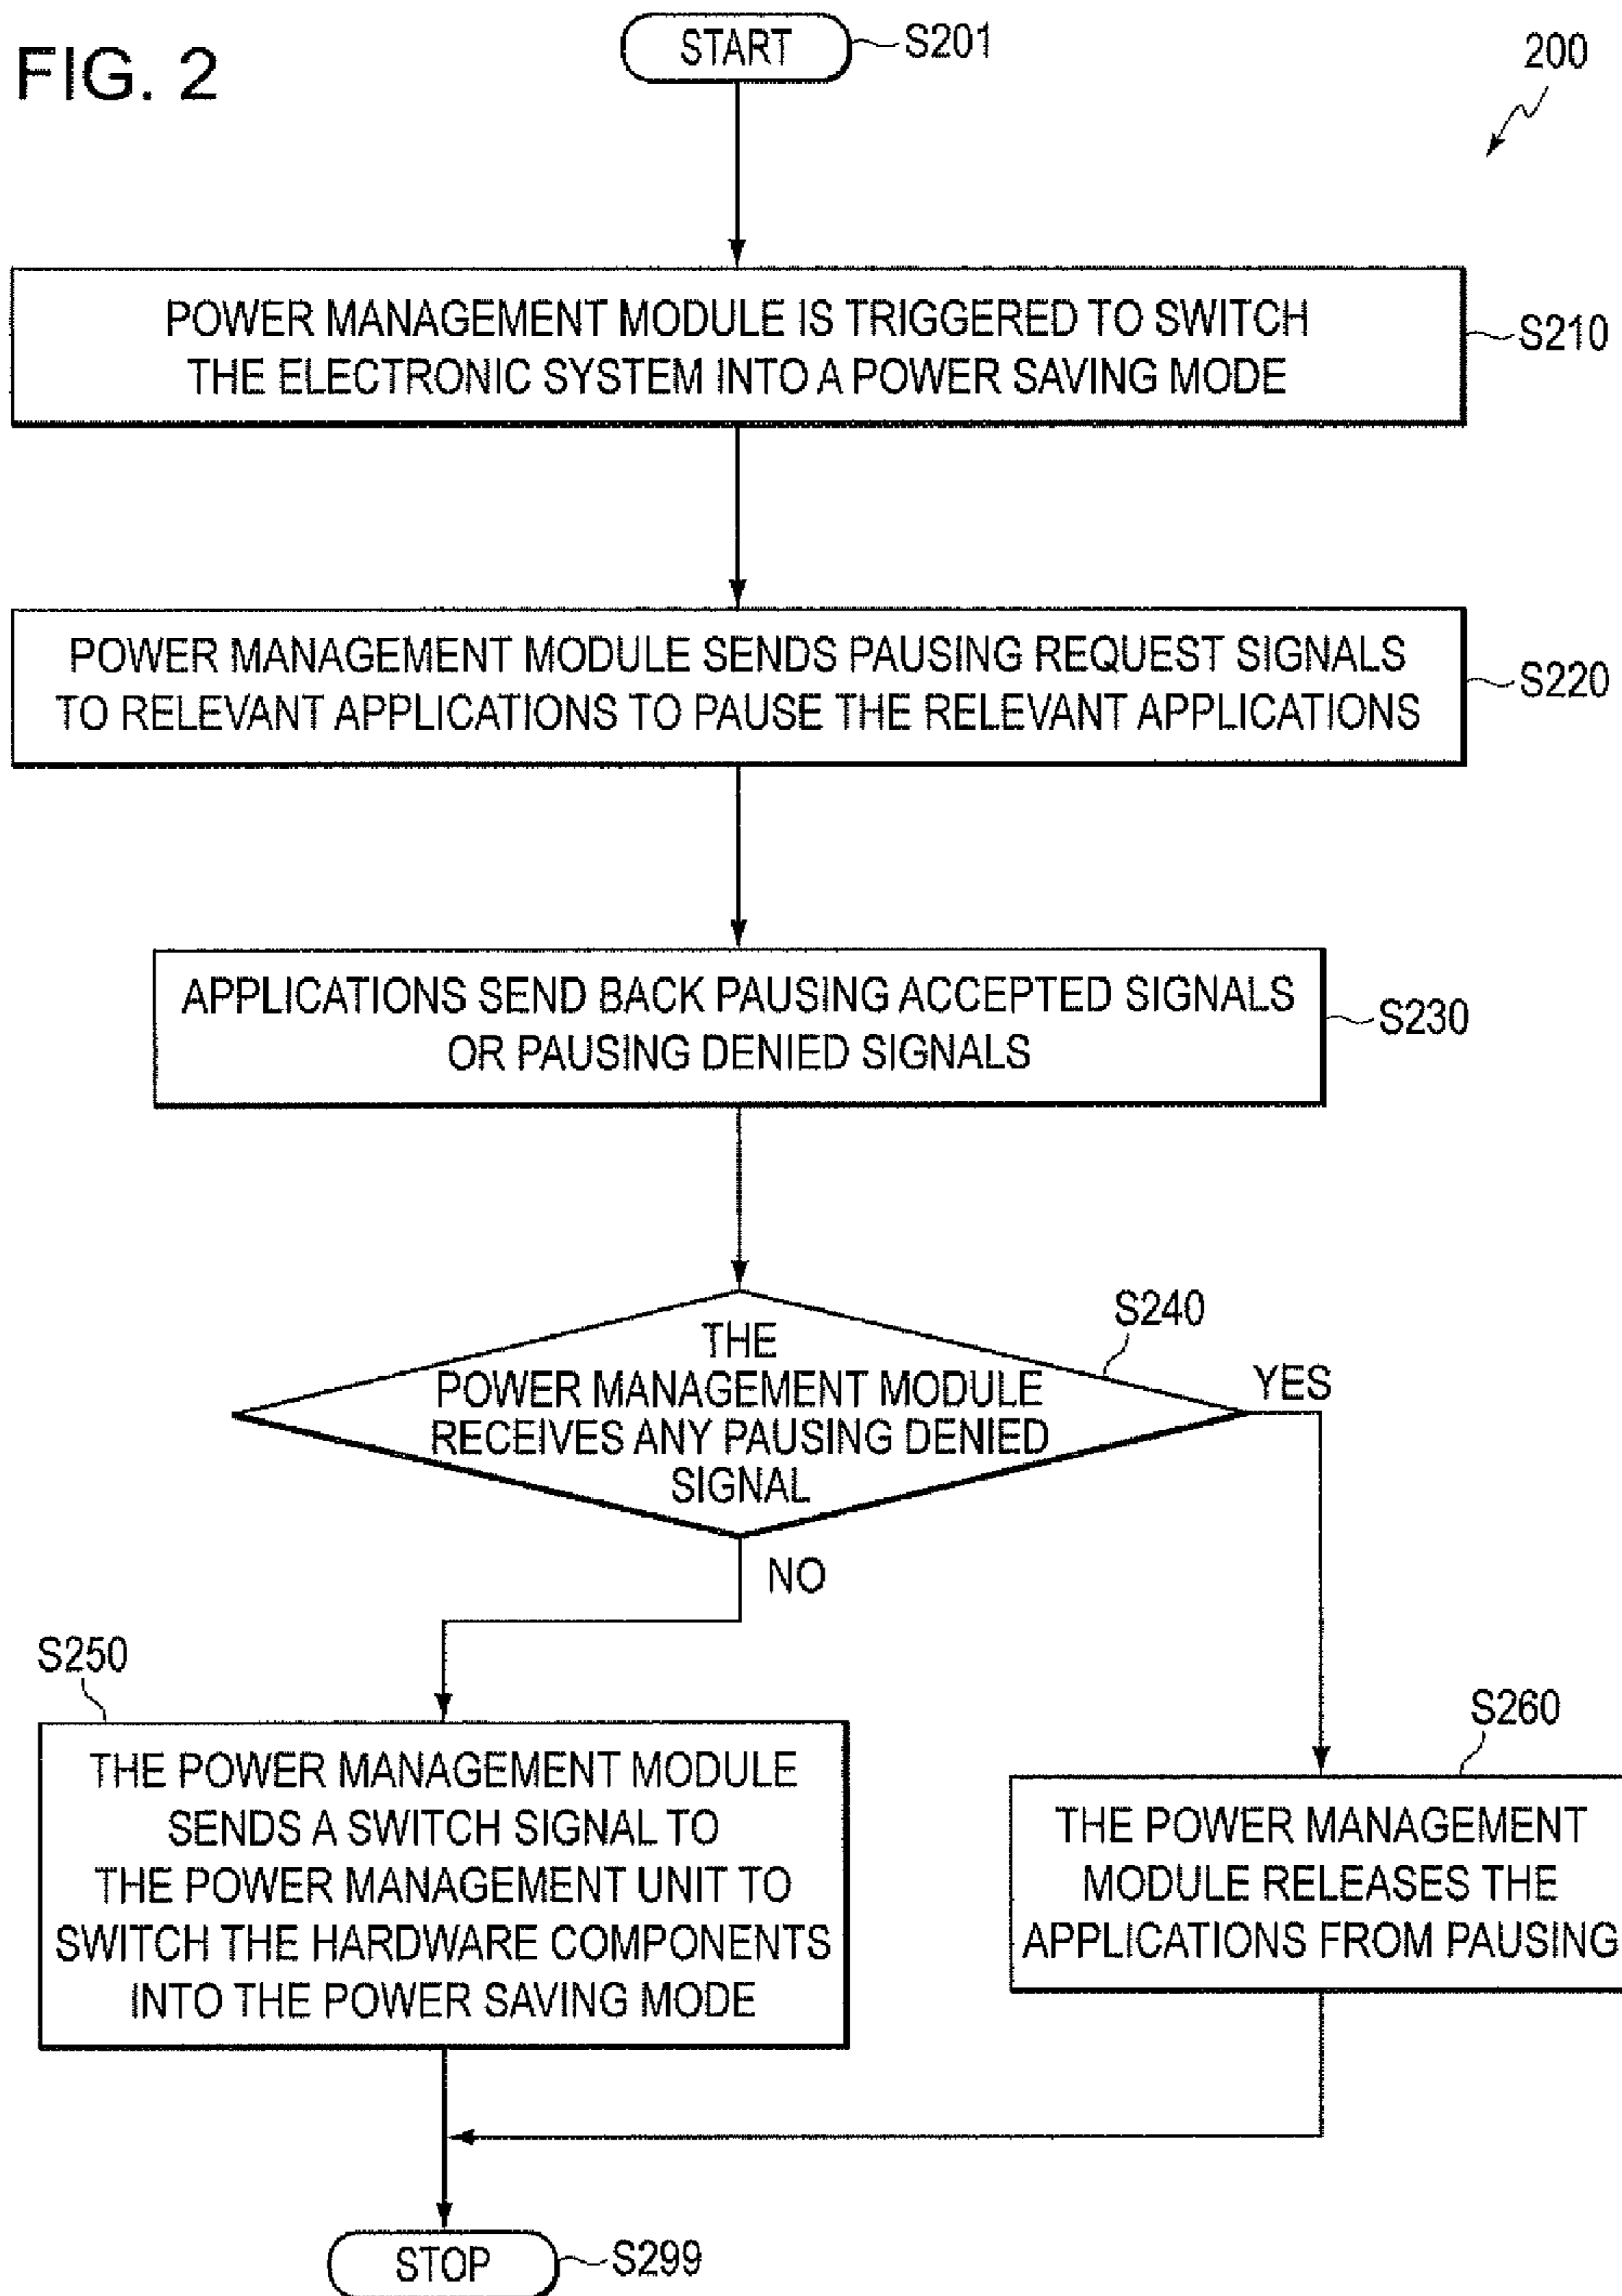 FIG. 2
START
S201
200
POWER MANAGEMENT MODULE IS TRIGGERED TO SWITCH
THE ELECTRONIC SYSTEM INTO A POWER SAVING MODE
S210
POWER MANAGEMENT MODULE SENDS PAUSING REQUEST SIGNALS
TO RELEVANT APPLICATIONS TO PAUSE THE RELEVANT APPLICATIONS
S220
APPLICATIONS SEND BACK PAUSING ACCEPTED SIGNALS
OR PAUSING DENIED SIGNALS
S230
S240
THE
POWER MANAGEMENT MODULE
RECEIVES ANY PAUSING DENIED
SIGNAL
YES
NO
S250
THE POWER MANAGEMENT MODULE
SENDS A SWITCH SIGNAL TO
THE POWER MANAGEMENT UNIT TO
SWITCH THE HARDWARE COMPONENTS
INTO THE POWER SAVING MODE
S260
THE POWER MANAGEMENT
MODULE RELEASES THE
APPLICATIONS FROM PAUSING
STOP
S299